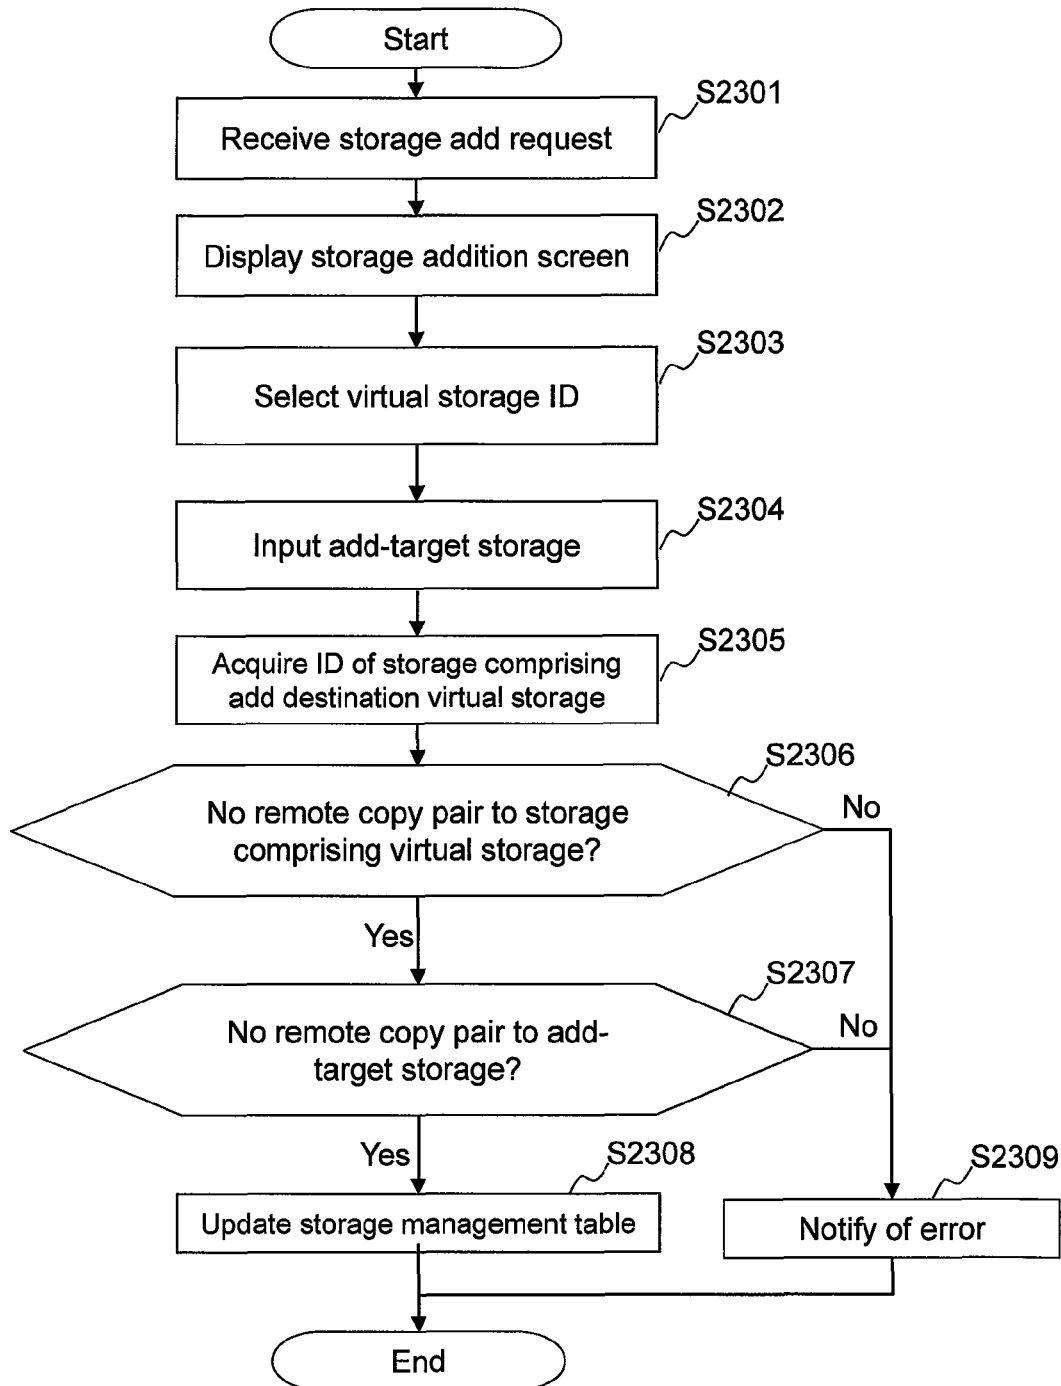 Start
S2301
Receive storage add request
S2302
Display storage addition screen
S2303
Select virtual storage ID
S2304
Input add-target storage
S2305
Acquire ID of storage comprising
add destination virtual storage
S2306
No remote copy pair to storage
comprising virtual storage?
No
Yes
S2307
No remote copy pair to add-
target storage?
No
Yes
S2308
Update storage management table
S2309
Notify of error
End